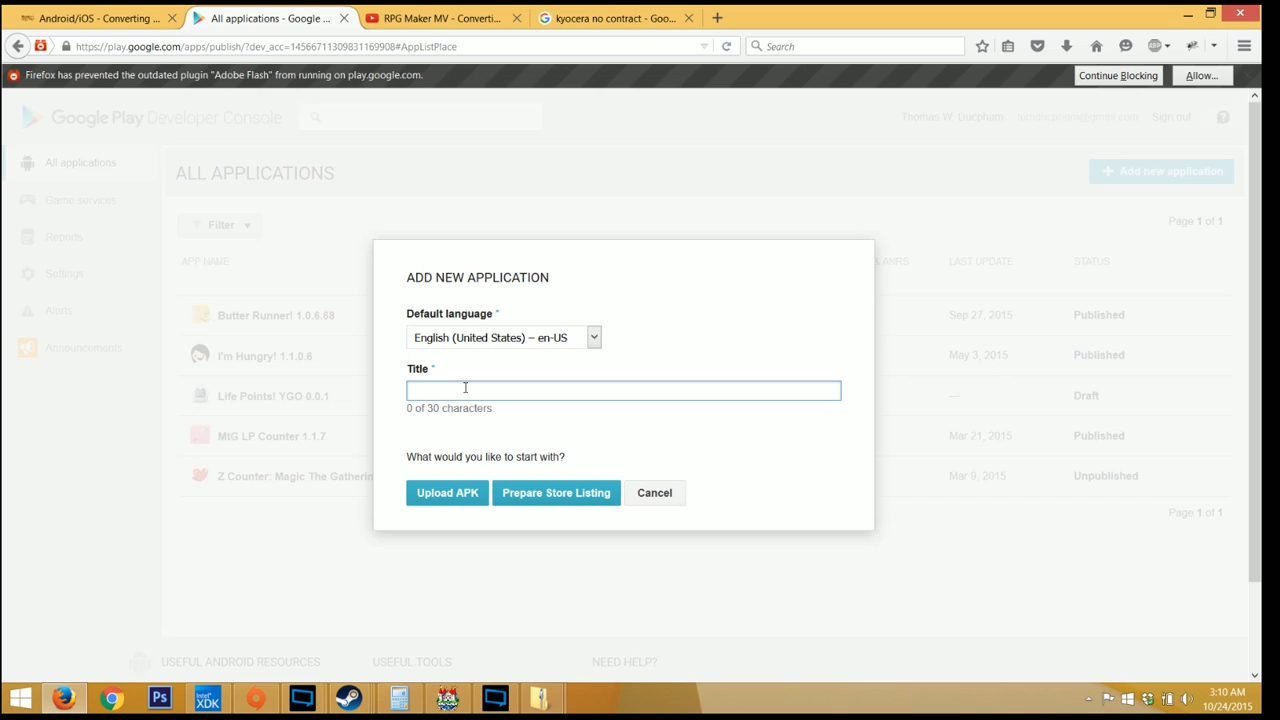 Android/iOS - Converting ...
All applications - Google ...
RPG Maker MV - Converti...
kyocera no contract - Goo...
https://play.google.com/apps/publish/?dev_acc=14566711309831169908#AppListPlace
Search
Firefox has prevented the outdated plugin "Adobe Flash" from running on play.google.com.
Continue Blocking
Allow...
Google Play Developer Console
Thomas W. Ducpham
Sign out
All applications
Game services
Reports
Settings
Alerts
Announcements
ALL APPLICATIONS
+ Add new application
Filter
Page 1 of 1
APP NAME
& ANRS
LAST UPDATE
STATUS
Butter Runner! 1.0.6.68
Sep 27, 2015
Published
I'm Hungry! 1.1.0.6
May 3, 2015
Published
Life Points! YGO 0.0.1
—
Draft
MtG LP Counter 1.1.7
Mar 21, 2015
Published
Z Counter: Magic The Gatherin
Mar 9, 2015
Unpublished
Page 1 of 1
ADD NEW APPLICATION
Default language *
English (United States) – en-US
Title *
0 of 30 characters
What would you like to start with?
Upload APK
Prepare Store Listing
Cancel
USEFUL ANDROID RESOURCES
USEFUL TOOLS
NEED HELP?
Ps
intel XDK
3:10 AM
10/24/2015